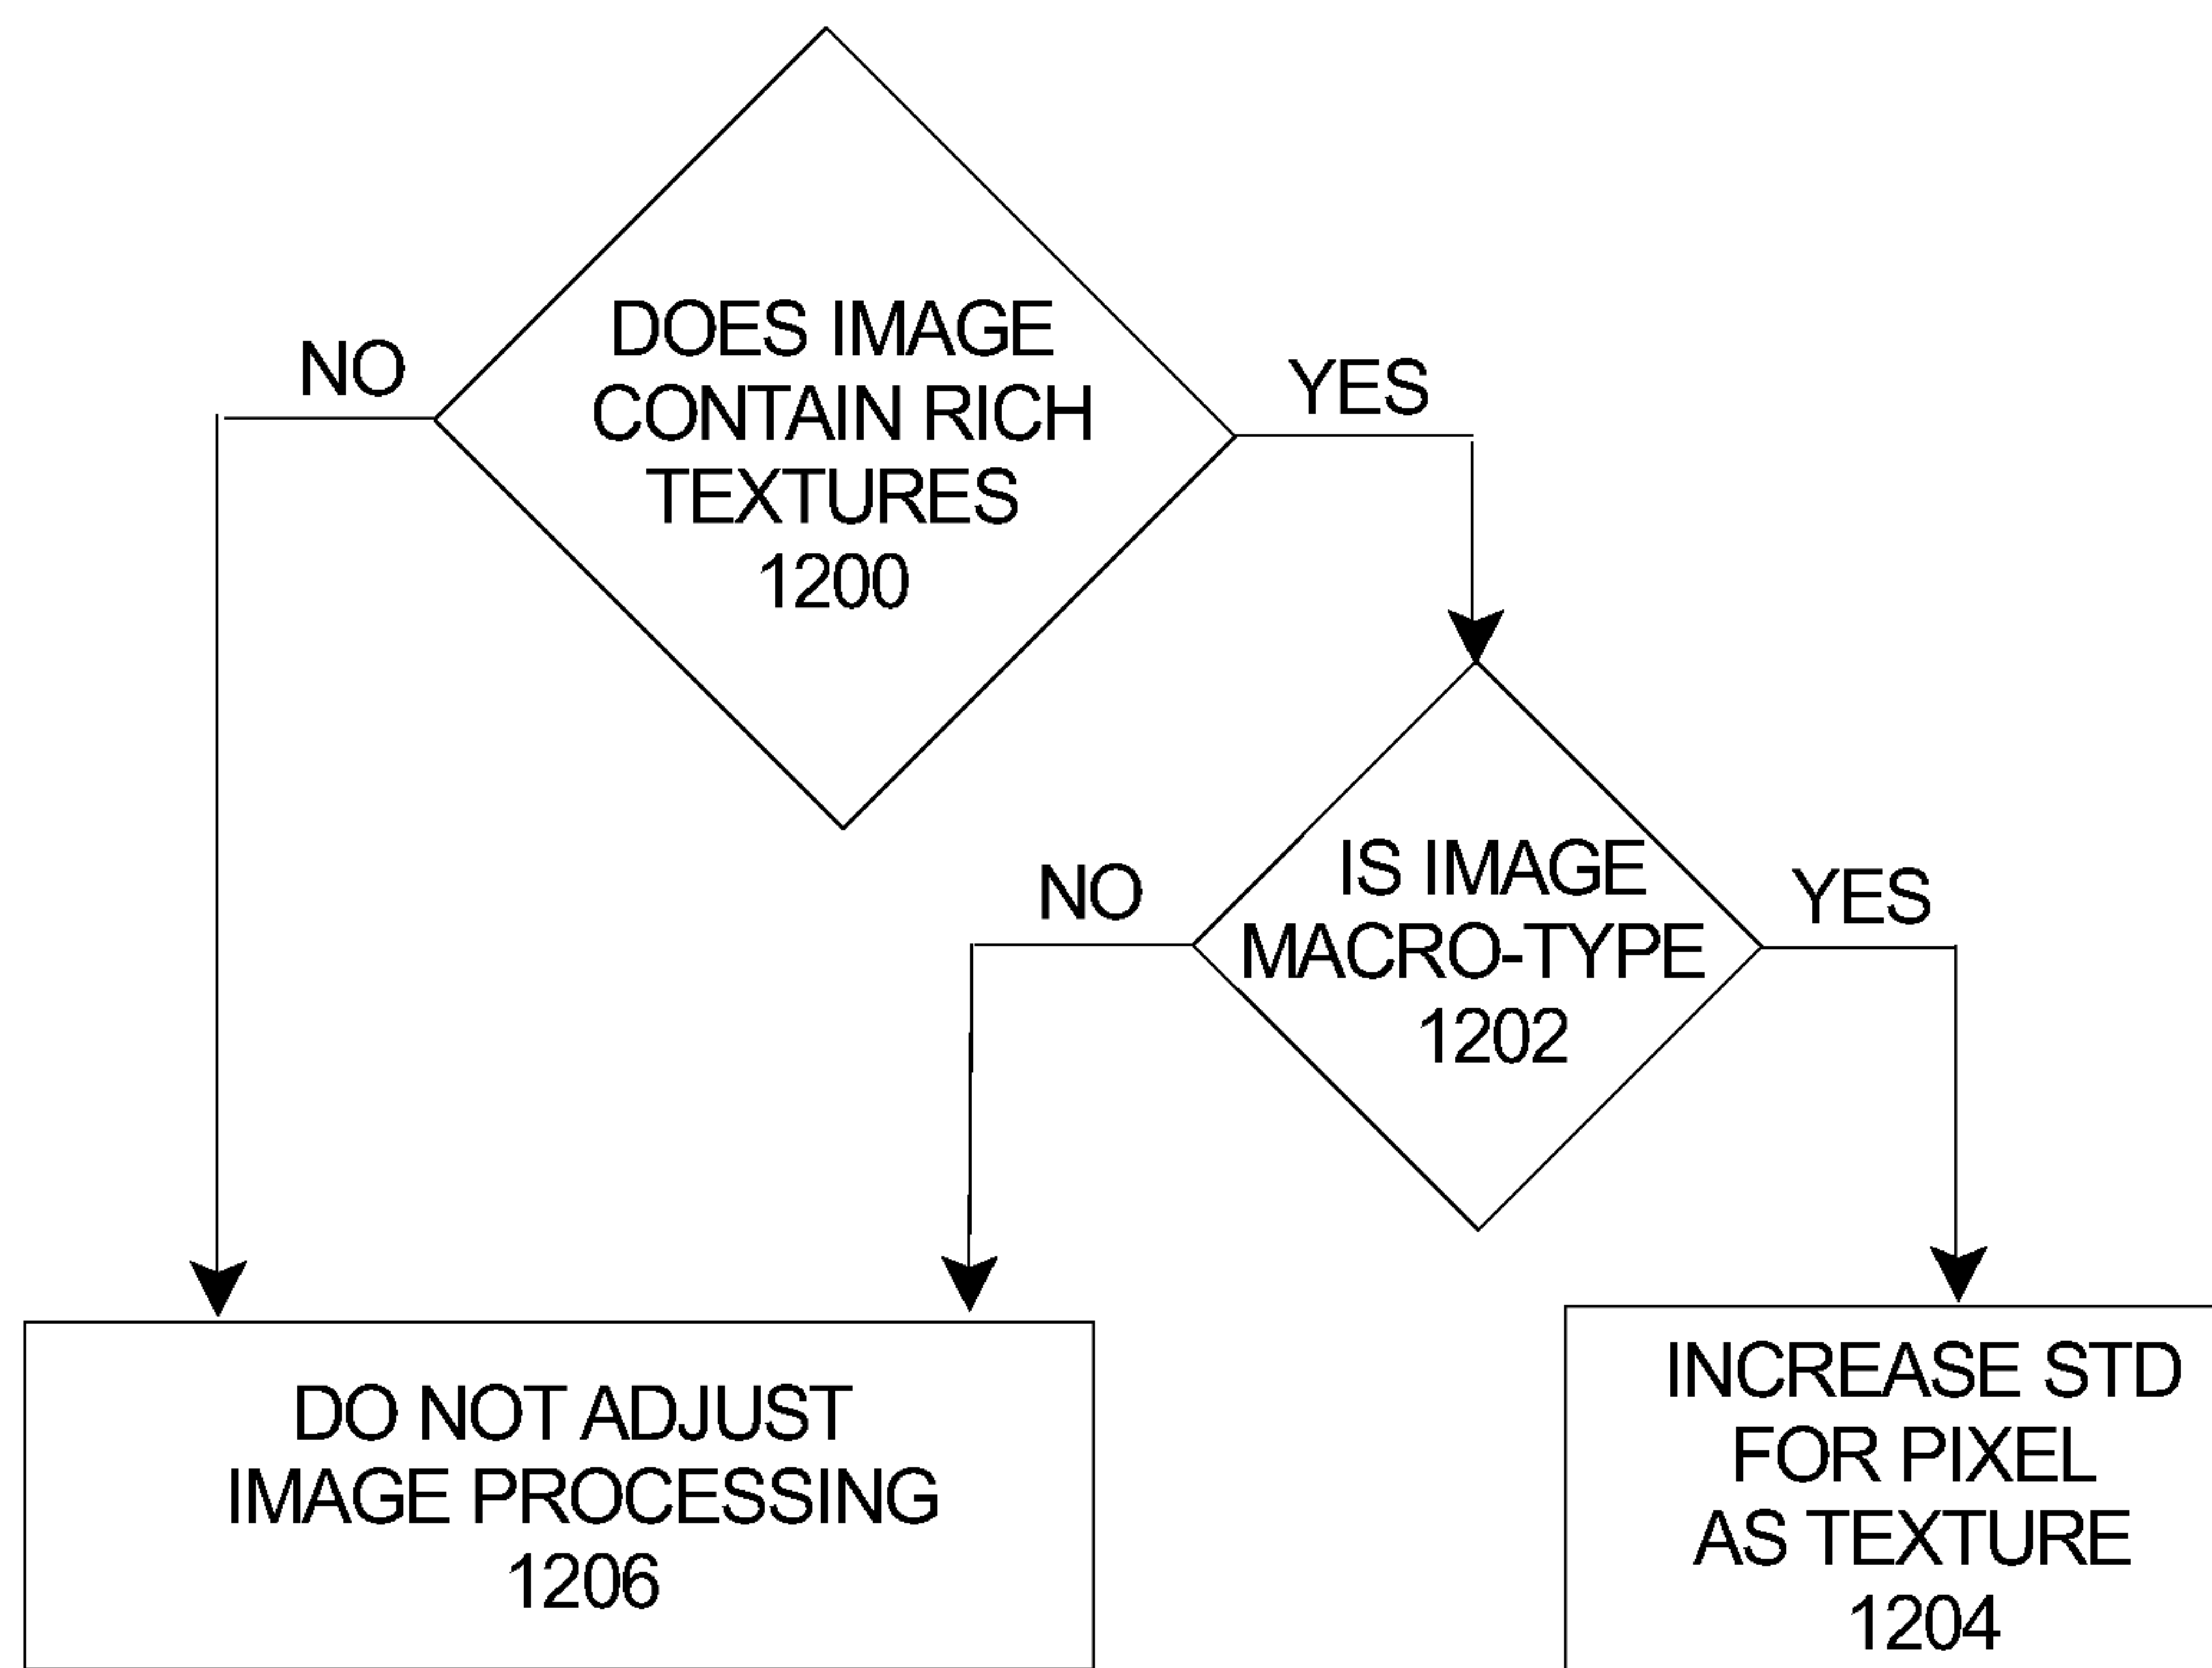 DOES IMAGE
CONTAIN RICH
TEXTURES
1200
NO
YES
IS IMAGE
MACRO-TYPE
1202
NO
YES
DO NOT ADJUST
IMAGE PROCESSING
1206
INCREASE STD
FOR PIXEL
AS TEXTURE
1204